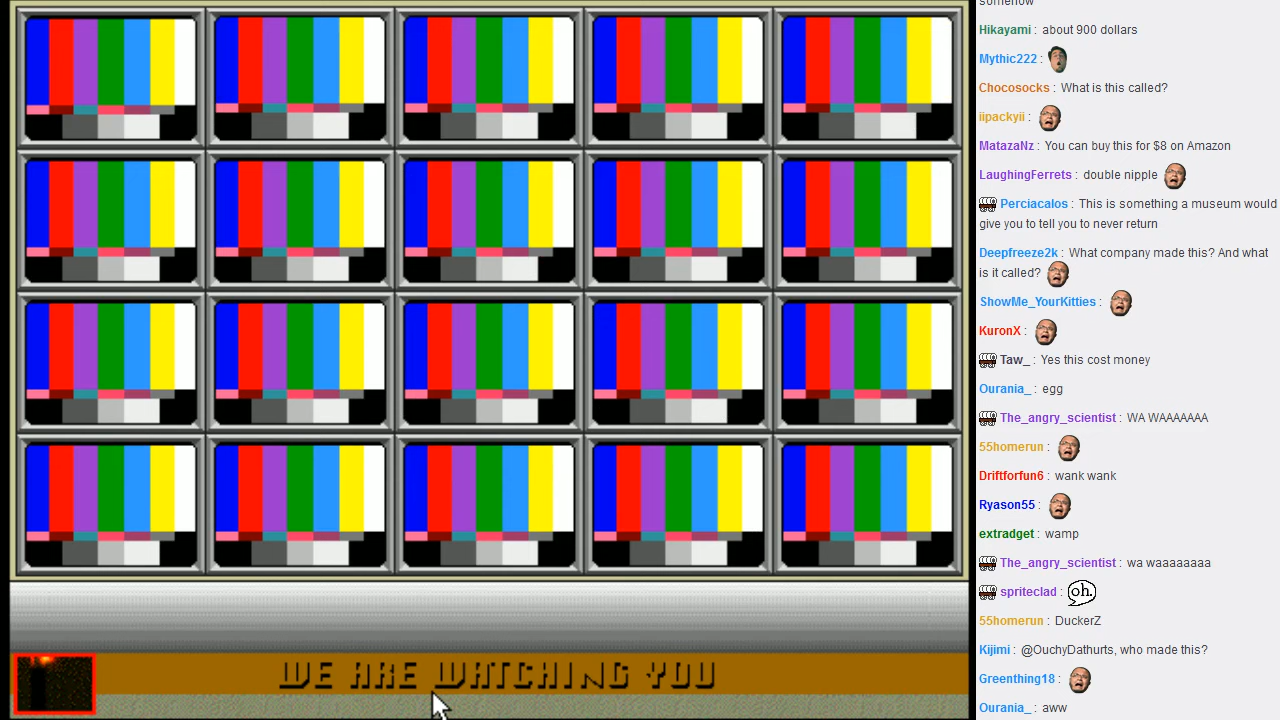 WE ARE WATCHING YOU
somehow
Hikayami : about 900 dollars
Mythic222 :
Chocosocks : What is this called?
iipackyii :
MatazaNz : You can buy this for $8 on Amazon
LaughingFerrets : double nipple
Perciacalos : This is something a museum would
give you to tell you to never return
Deepfreeze2k : What company made this? And what
is it called?
ShowMe_YourKitties :
KuronX :
Taw_ : Yes this cost money
Ourania_ : egg
The_angry_scientist : WA WAAAAAAA
55homerun :
Driftforfun6 : wank wank
Ryason55 :
extradget : wamp
The_angry_scientist : wa waaaaaaaa
spriteclad : oh.
55homerun : DuckerZ
Kijimi : @OuchyDathurts, who made this?
Greenthing18 :
Ourania_ : aww